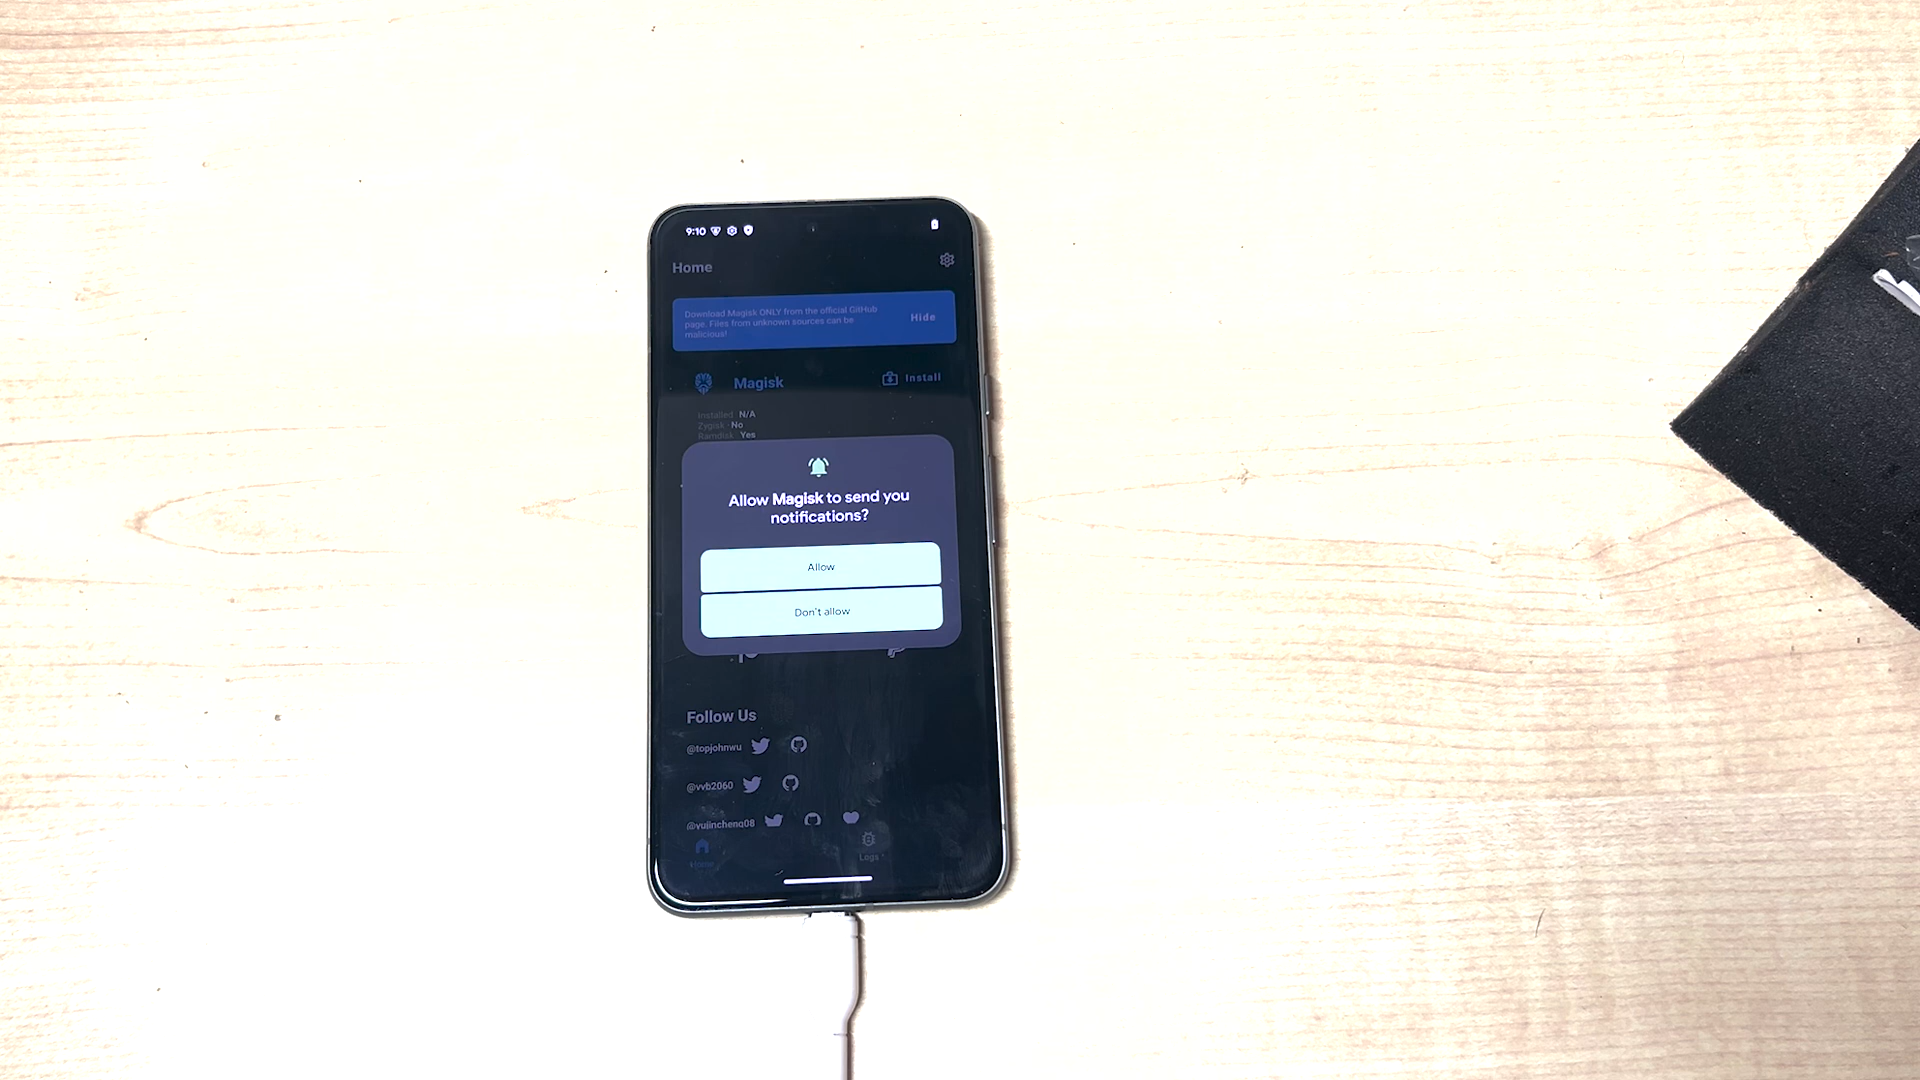 9:10
Home
Download Magisk ONLY from the official GitHub
page. Files from unknown sources can be
malicious!
Hide
Magisk
Install
Installed N/A
Zygisk No
Ramdisk Yes
Allow Magisk to send you
notifications?
Allow
Don't allow
Follow Us
@topjohnwu
@vvb2060
@yujincheng08
Home
Logs